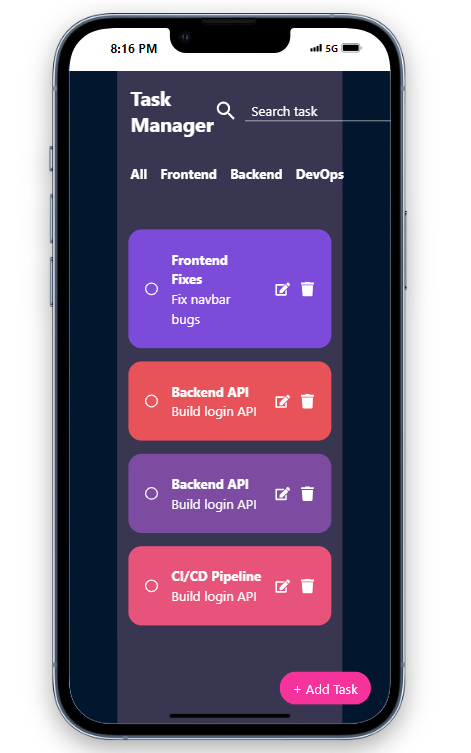 8:16 PM 5G
Task
Manager
Search task
All Frontend Backend DevOps
Frontend
Fixes
Fix navbar
bugs
Backend API
Build login API
Backend API
Build login API
CI/CD Pipeline
Build login API
+ Add Task